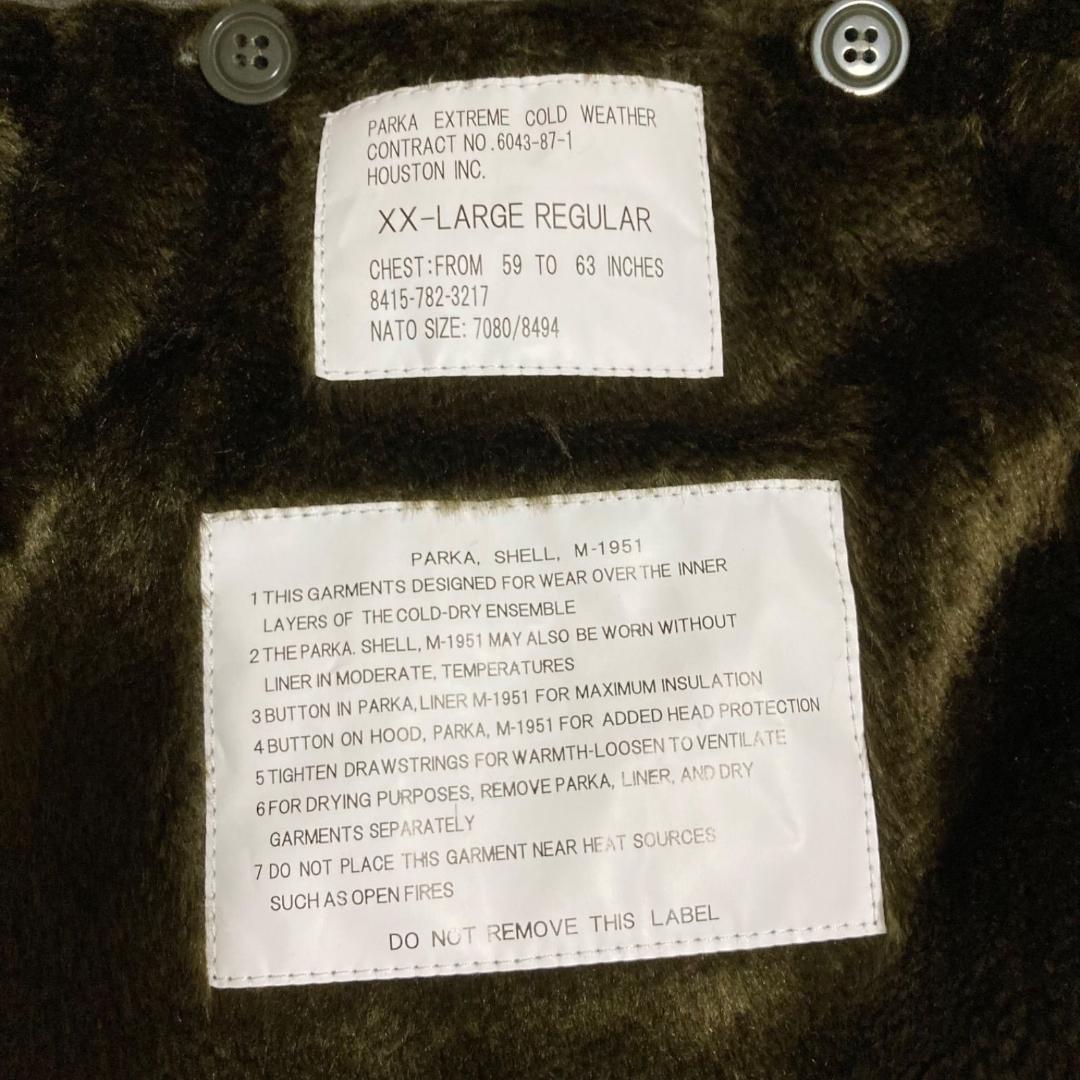 PARKA EXTREME COLD WEATHER
CONTRACT NO.6043-87-1
HOUSTON INC.
XX-LARGE REGULAR
CHEST:FROM 59 TO 63 INCHES
8415-782-3217
NATO SIZE: 7080/8494
PARKA, SHELL, M-1951
1 THIS GARMENTS DESIGNED FOR WEAR OVER THE INNER
LAYERS OF THE COLD-DRY ENSEMBLE
2 THE PARKA. SHELL, M-1951 MAY ALSO BE WORN WITHOUT
LINER IN MODERATE, TEMPERATURES
3 BUTTON IN PARKA, LINER M-1951 FOR MAXIMUM INSULATION
4 BUTTON ON HOOD, PARKA, M-1951 FOR ADDED HEAD PROTECTION
5 TIGHTEN DRAWSTRINGS FOR WARMTH-LOOSEN TO VENTILATE
6 FOR DRYING PURPOSES, REMOVE PARKA, LINER, AND DRY
GARMENTS SEPARATELY
7 DO NOT PLACE THIS GARMENT NEAR HEAT SOURCES
SUCH AS OPEN FIRES
DO NOT REMOVE THIS LABEL